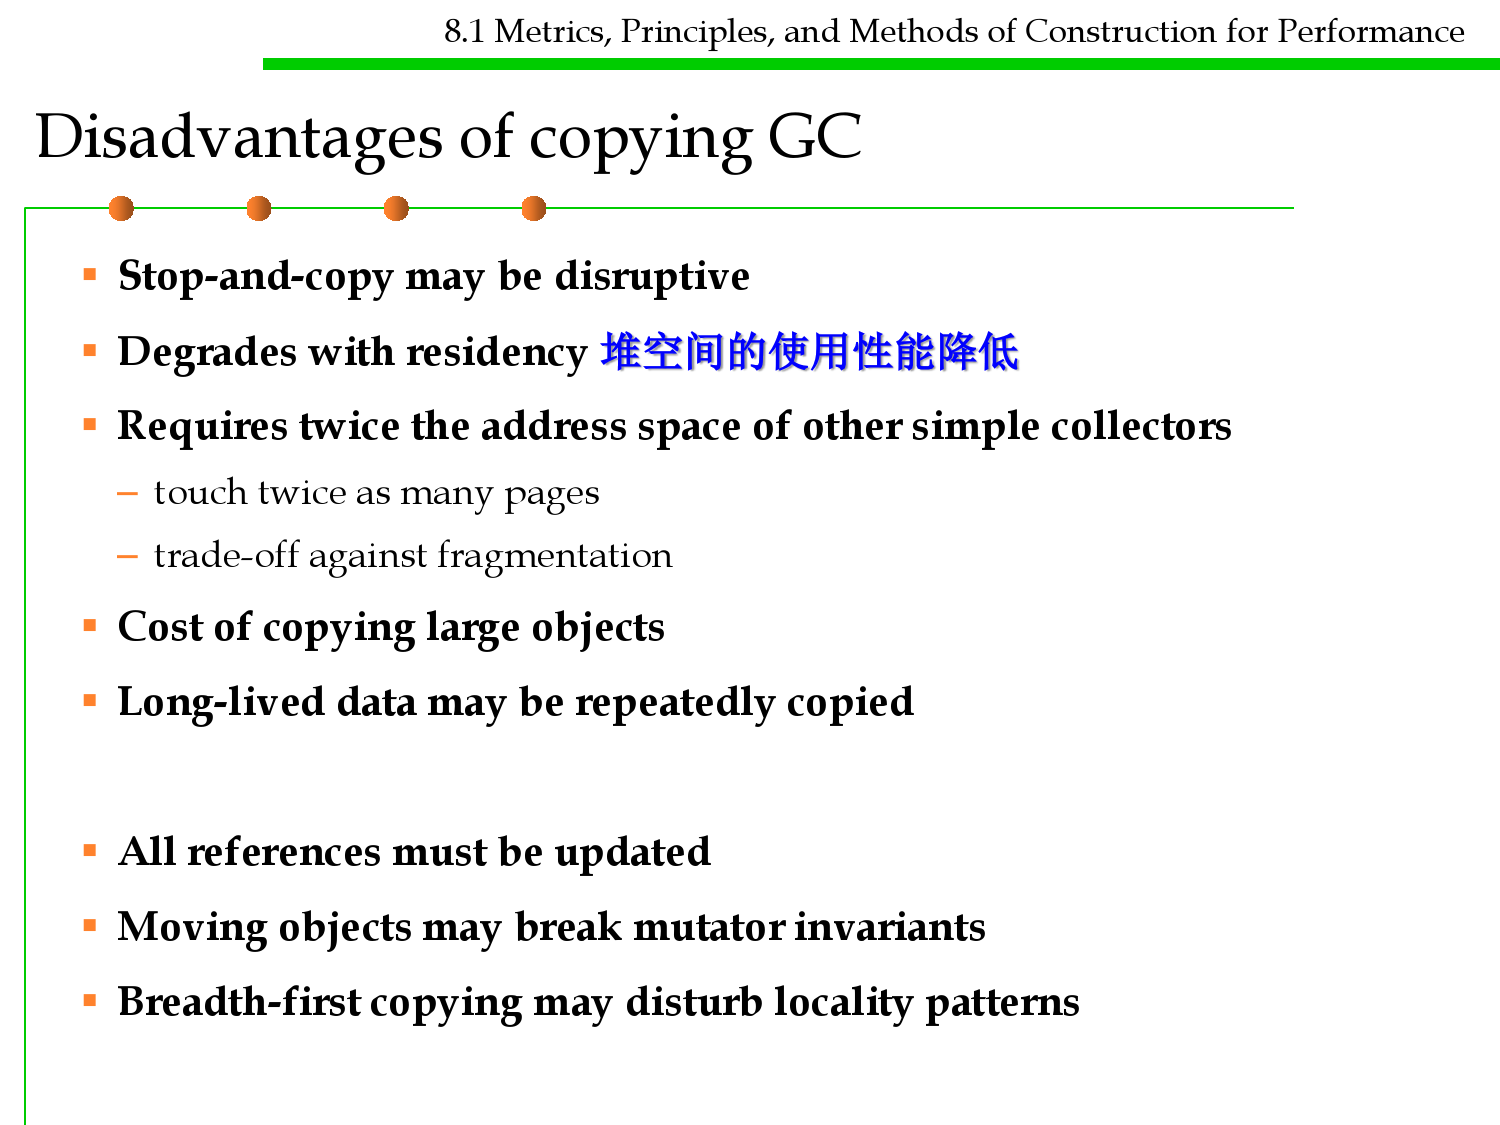 8.1 Metrics, Principles, and Methods of Construction for Performance
Disadvantages of copying GC
▪ Stop-and-copy may be disruptive
▪ Degrades with residency 堆空间的使用性能降低
▪ Requires twice the address space of other simple collectors
– touch twice as many pages
– trade-off against fragmentation
▪ Cost of copying large objects
▪ Long-lived data may be repeatedly copied
▪ All references must be updated
▪ Moving objects may break mutator invariants
▪ Breadth-first copying may disturb locality patterns